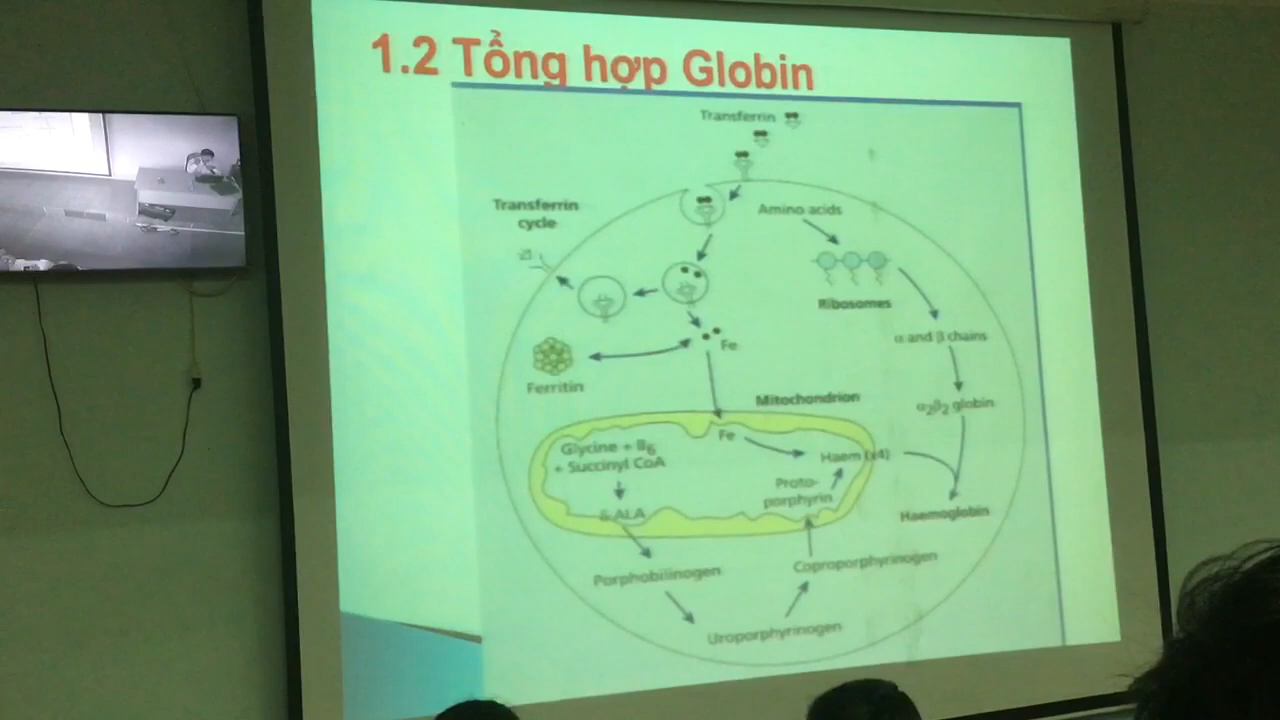 1.2 Tổng hợp Globin
Transferrin
Transferrin
cycle
Amino acids
Ribosomes
α and β chains
Fe
Ferritin
Mitochondrion
α₂β₂ globin
Glycine + B₆
+ Succinyl CoA
Fe
Haem (x4)
Proto-
porphyrin
δ-ALA
Haemoglobin
Porphobilinogen
Coproporphyrinogen
Uroporphyrinogen